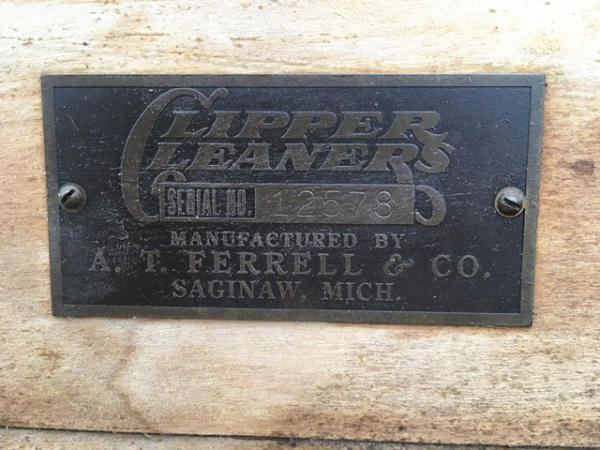 CLIPPER
CLEANERS
SERIAL NO. 12578
MANUFACTURED BY
A. T. FERRELL & CO.
SAGINAW, MICH.